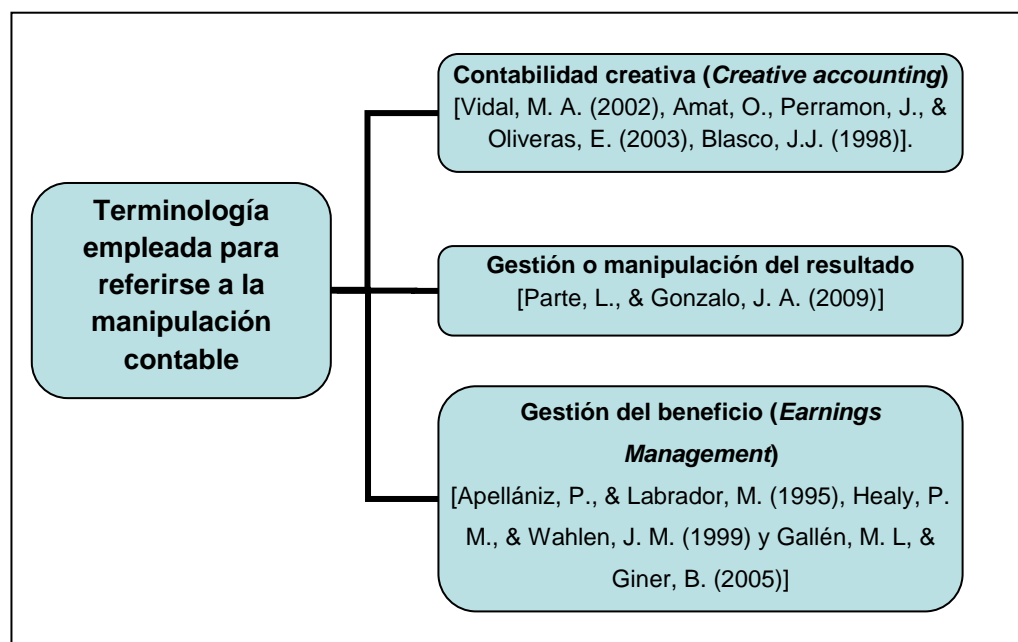 Terminología
empleada para
referirse a la
manipulación
contable
Contabilidad creativa (Creative accounting)
[Vidal, M. A. (2002), Amat, O., Perramon, J., &
Oliveras, E. (2003), Blasco, J.J. (1998)].
Gestión o manipulación del resultado
[Parte, L., & Gonzalo, J. A. (2009)]
Gestión del beneficio (Earnings
Management)
[Apellániz, P., & Labrador, M. (1995), Healy, P.
M., & Wahlen, J. M. (1999) y Gallén, M. L, &
Giner, B. (2005)]